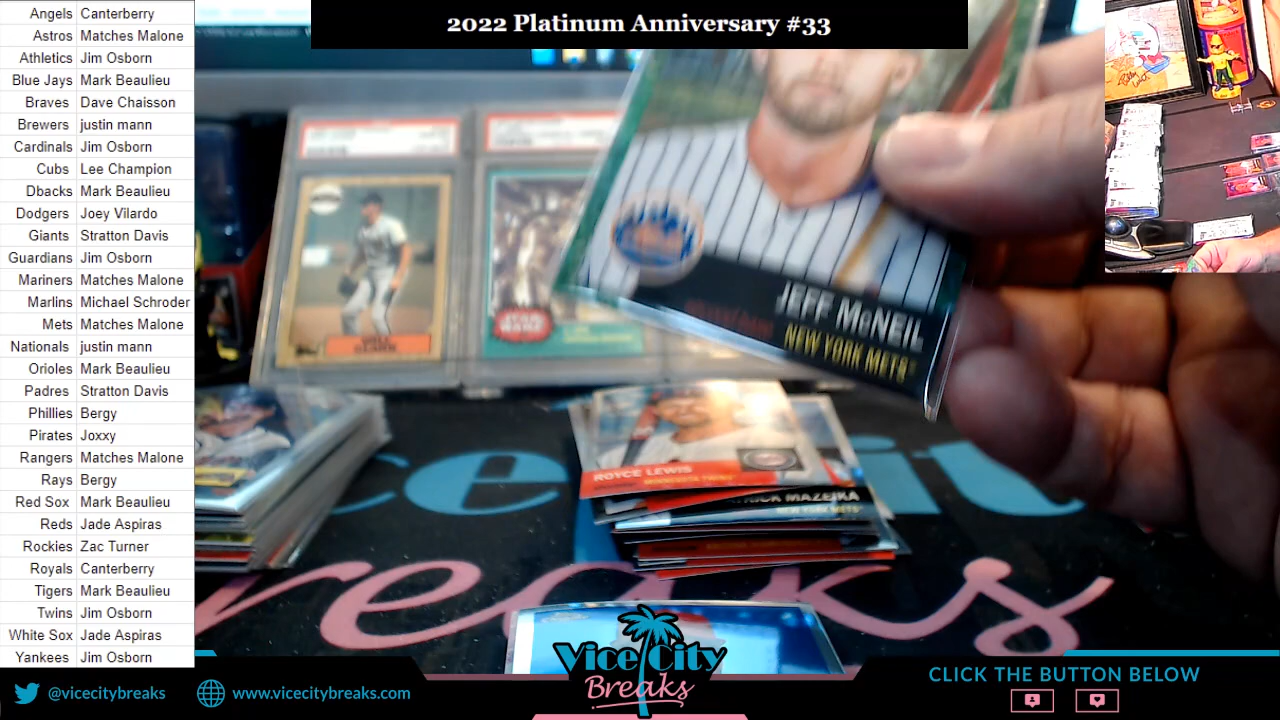 2022 Platinum Anniversary #33
Angels Canterberry
Astros Matches Malone
Athletics Jim Osborn
Blue Jays Mark Beaulieu
Braves Dave Chaisson
Brewers justin mann
Cardinals Jim Osborn
Cubs Lee Champion
Dbacks Mark Beaulieu
Dodgers Joey Vilardo
Giants Stratton Davis
Guardians Jim Osborn
Mariners Matches Malone
Marlins Michael Schroder
Mets Matches Malone
Nationals justin mann
Orioles Mark Beaulieu
Padres Stratton Davis
Phillies Bergy
Pirates Joxxy
Rangers Matches Malone
Rays Bergy
Red Sox Mark Beaulieu
Reds Jade Aspiras
Rockies Zac Turner
Royals Canterberry
Tigers Mark Beaulieu
Twins Jim Osborn
White Sox Jade Aspiras
Yankees Jim Osborn
JEFF McNEIL
NEW YORK METS
STAR WARS
ROYCE LEWIS
MINNESOTA TWINS
MAZEIKA
NEW YORK METS
Vice City
Breaks
@vicecitybreaks
www.vicecitybreaks.com
CLICK THE BUTTON BELOW